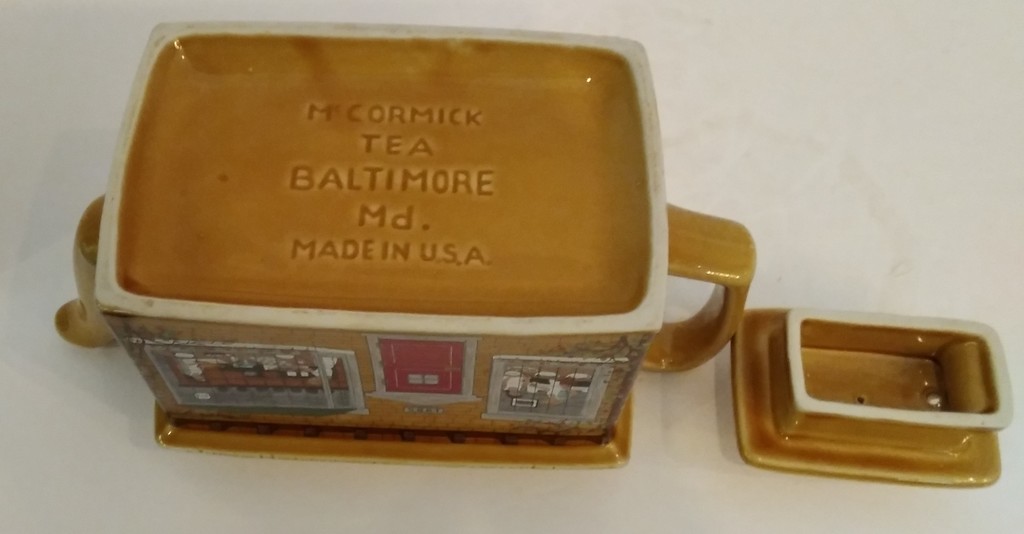 McCORMICK
TEA
BALTIMORE
Md.
MADE IN U.S.A.